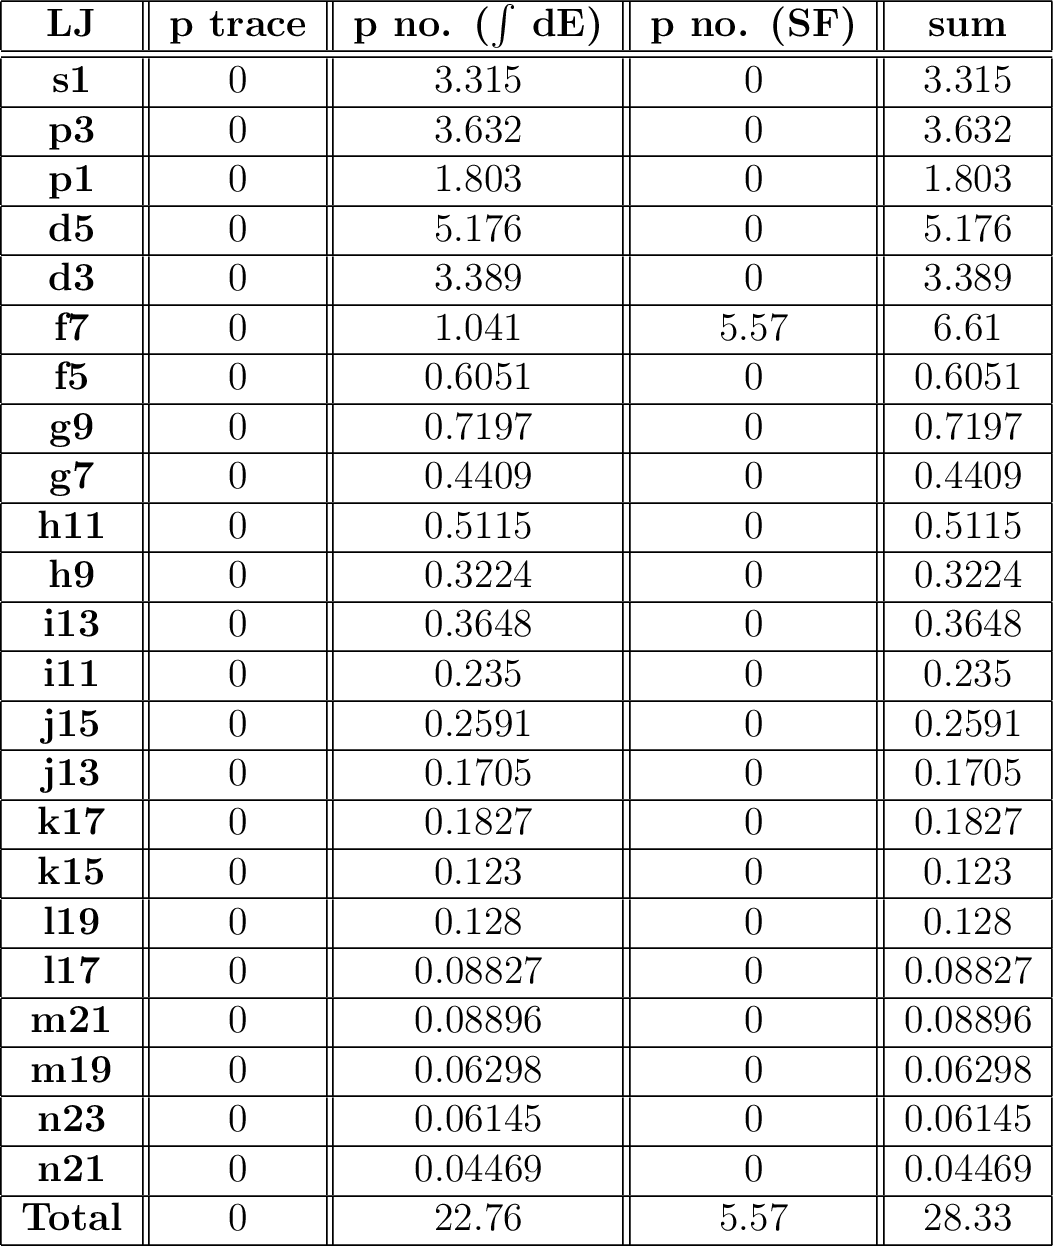 LJ p trace p no. (∫ dE) p no. (SF) sum
s1 0 3.315 0 3.315
p3 0 3.632 0 3.632
p1 0 1.803 0 1.803
d5 0 5.176 0 5.176
d3 0 3.389 0 3.389
f7 0 1.041 5.57 6.61
f5 0 0.6051 0 0.6051
g9 0 0.7197 0 0.7197
g7 0 0.4409 0 0.4409
h11 0 0.5115 0 0.5115
h9 0 0.3224 0 0.3224
i13 0 0.3648 0 0.3648
i11 0 0.235 0 0.235
j15 0 0.2591 0 0.2591
j13 0 0.1705 0 0.1705
k17 0 0.1827 0 0.1827
k15 0 0.123 0 0.123
l19 0 0.128 0 0.128
l17 0 0.08827 0 0.08827
m21 0 0.08896 0 0.08896
m19 0 0.06298 0 0.06298
n23 0 0.06145 0 0.06145
n21 0 0.04469 0 0.04469
Total 0 22.76 5.57 28.33